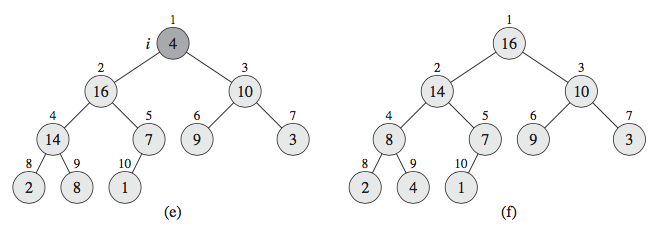 1 1
i 4 16
2 3 2 3
16 10 14 10
4 5 6 7 4 5 6 7
14 7 9 3 8 7 9 3
8 9 10 8 9 10
2 8 1 2 4 1
(e) (f)